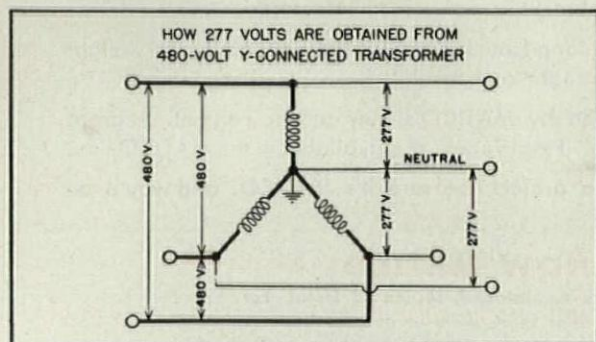 HOW 277 VOLTS ARE OBTAINED FROM
480-VOLT Y-CONNECTED TRANSFORMER
480 V
480 V
480 V
277 V
NEUTRAL
277 V
277 V